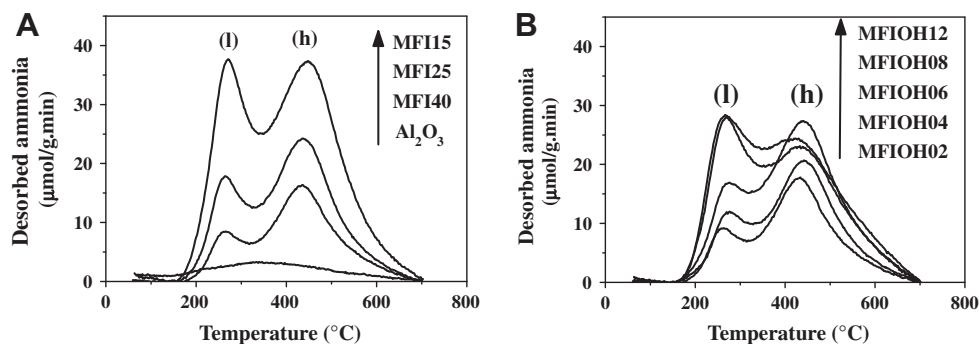 A
(l)
(h)
MFI15
MFI25
MFI40
Al₂O₃
Desorbed ammonia
(μmol/g.min)
40
30
20
10
0
0
200
400
600
800
Temperature (°C)
B
(l)
(h)
MFIOH12
MFIOH08
MFIOH06
MFIOH04
MFIOH02
Desorbed ammonia
(μmol/g.min)
40
30
20
10
0
0
200
400
600
800
Temperature (°C)